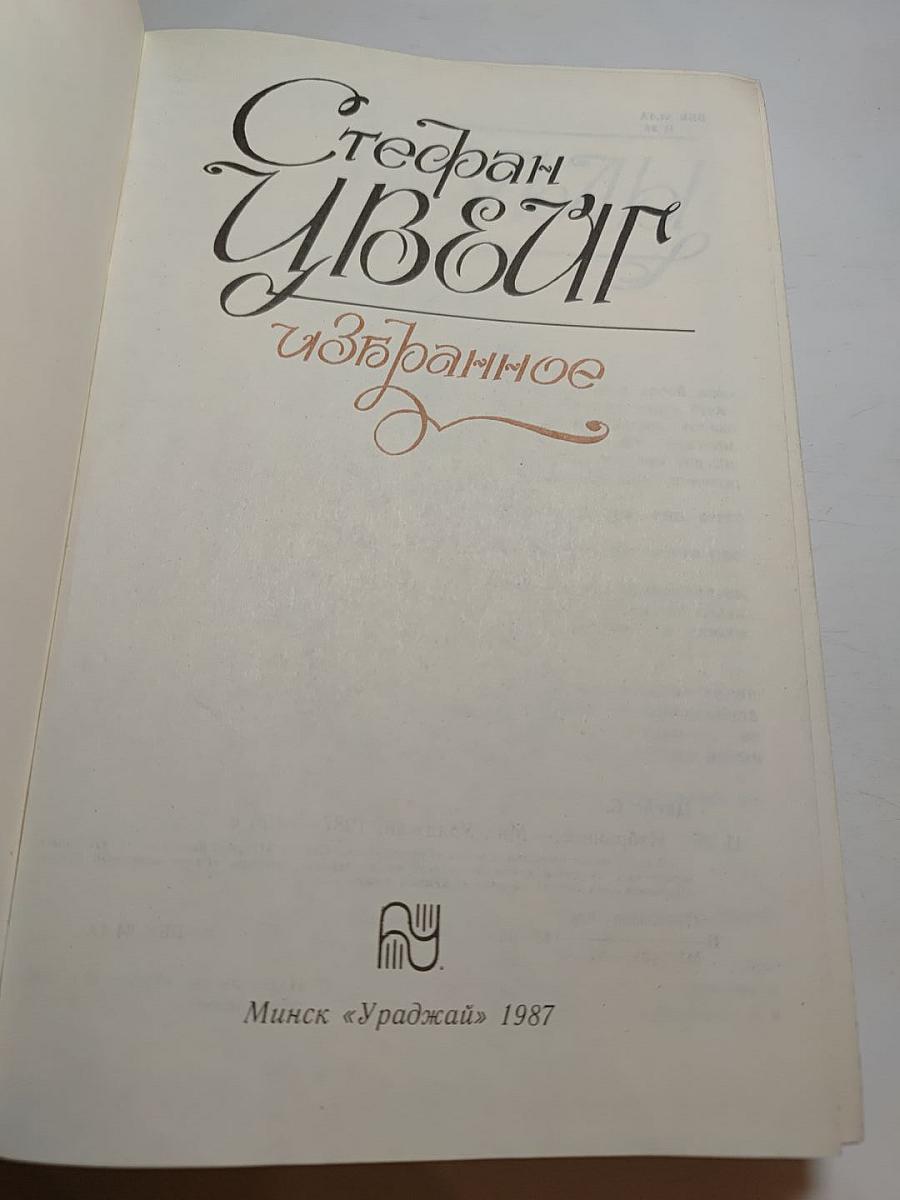 Стефан
ЦВЕЙГ
избранное
Минск «Ураджай» 1987